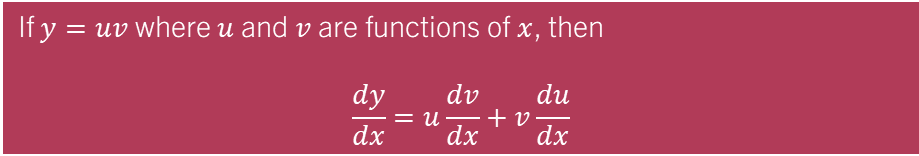 If y = uv where u and v are functions of x, then
dy/dx = u dv/dx + v du/dx